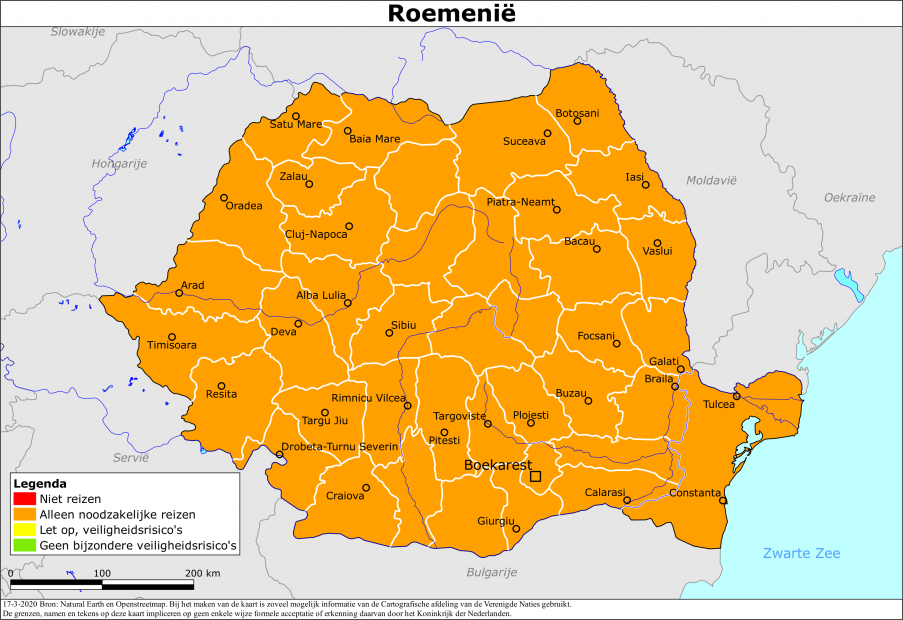 Roemenië
Slowakije
Botosani
Satu Mare
Baia Mare
Suceava
Hongarije
Zalau
Iasi
Moldavië
Oekraïne
Oradea
Piatra-Neamt
Cluj-Napoca
Bacau
Vaslui
Arad
Alba Lulia
Deva
Sibiu
Timisoara
Focsani
Galati
Braila
Resita
Rimnicu Vilcea
Buzau
Tulcea
Targu Jiu
Targoviste
Ploiesti
Pitesti
Drobeta-Turnu Severin
Servië
Boekarest
Craiova
Calarasi
Constanta
Giurgiu
Zwarte Zee
Bulgarije
Legenda
Niet reizen
Alleen noodzakelijke reizen
Let op, veiligheidsrisico's
Geen bijzondere veiligheidsrisico's
0 100 200 km
17-3-2020 Bron: Natural Earth en Openstreetmap. Bij het maken van de kaart is zoveel mogelijk informatie van de Cartografische afdeling van de Verenigde Naties gebruikt.
De grenzen, namen en tekens op deze kaart impliceren op geen enkele wijze formele acceptatie of erkenning daarvan door het Koninkrijk der Nederlanden.